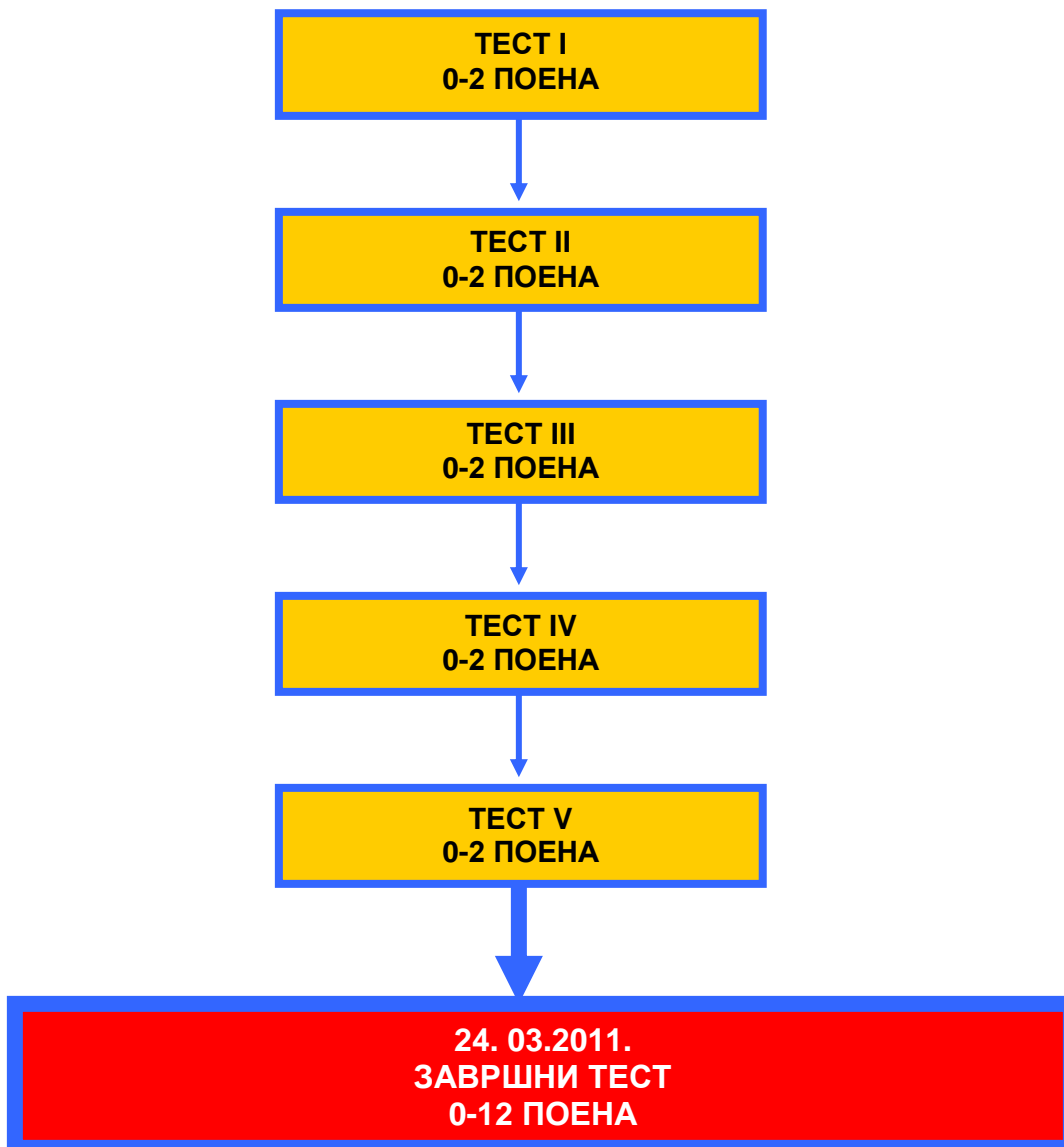 ТЕСТ I
0-2 ПОЕНА
ТЕСТ II
0-2 ПОЕНА
ТЕСТ III
0-2 ПОЕНА
ТЕСТ IV
0-2 ПОЕНА
ТЕСТ V
0-2 ПОЕНА
24. 03.2011.
ЗАВРШНИ ТЕСТ
0-12 ПОЕНА